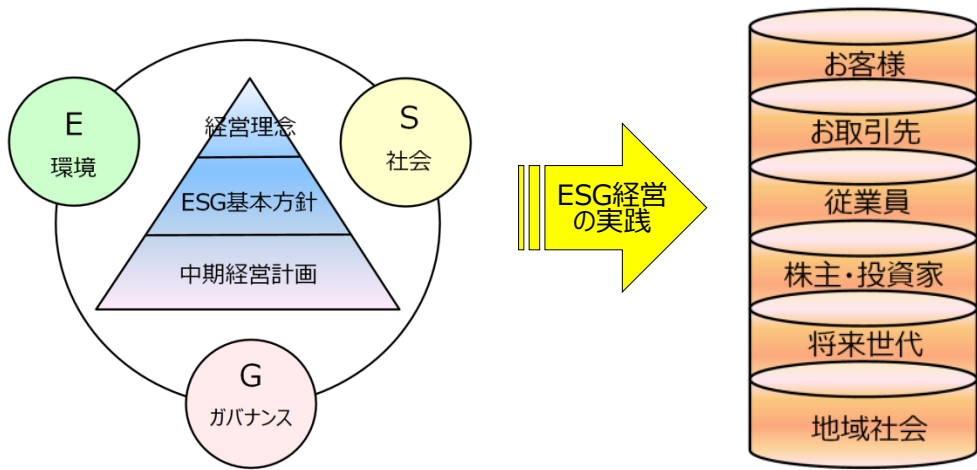 E
環境
S
社会
G
ガバナンス
経営理念
ESG基本方針
中期経営計画
ESG経営
の実践
お客様
お取引先
従業員
株主・投資家
将来世代
地域社会